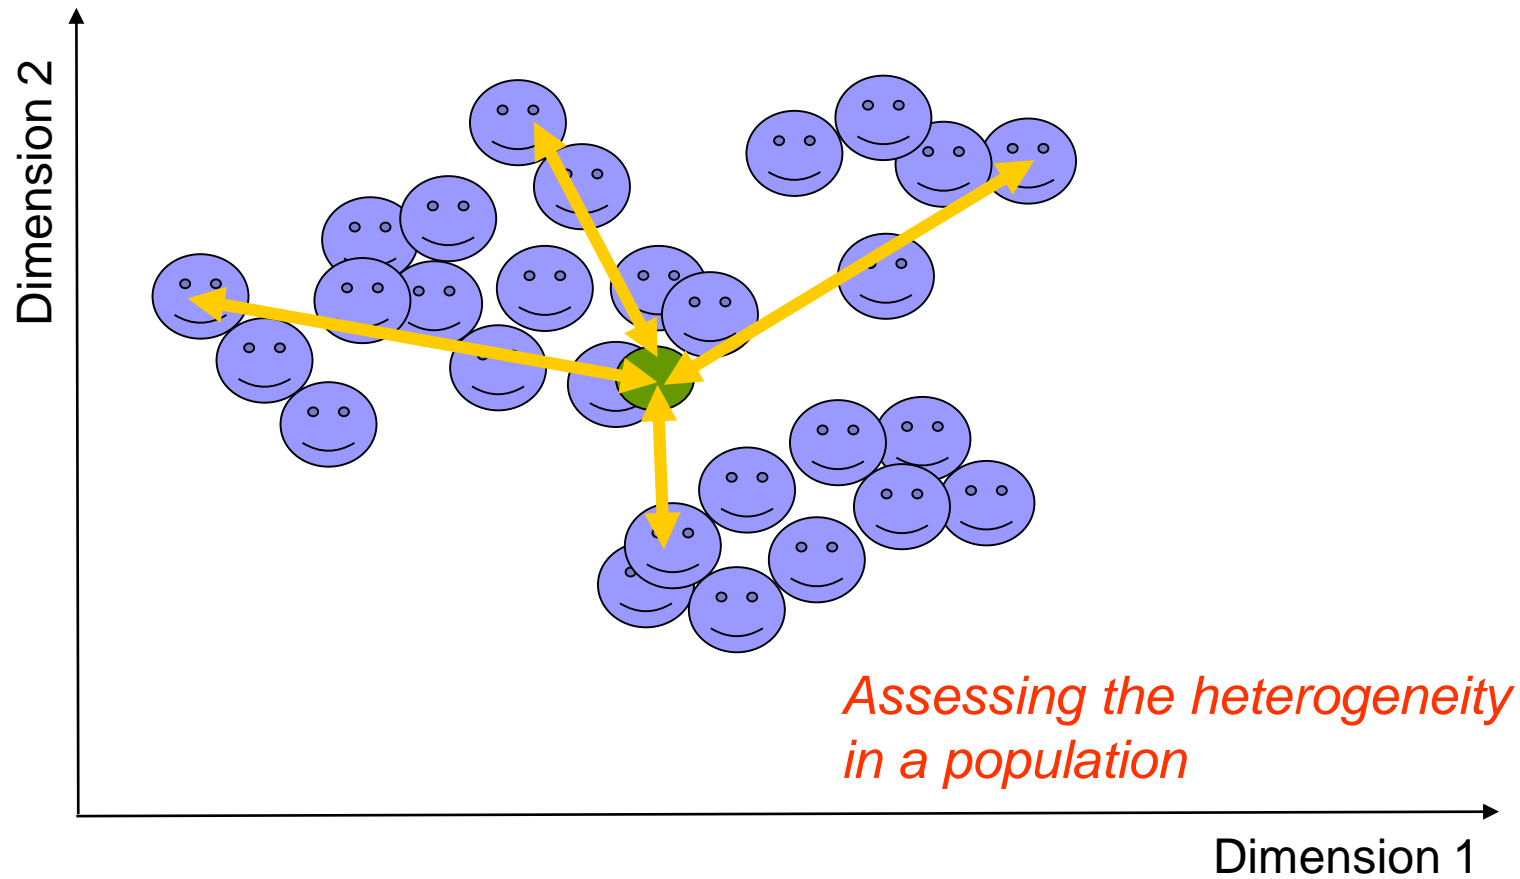 Dimension 2
Assessing the heterogeneity
in a population
Dimension 1